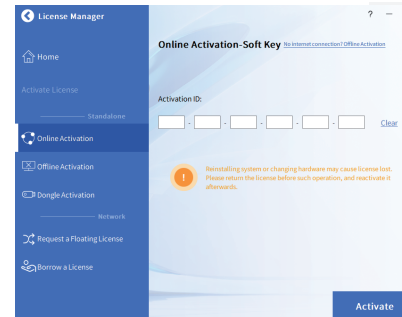 License Manager
? –
Home
Activate License
Standalone
Online Activation
Offline Activation
Dongle Activation
Network
Request a Floating License
Borrow a License
Online Activation-Soft Key No internet connection? Offline Activation
Activation ID:
- - - - -
Clear
! Reinstalling system or changing hardware may cause license lost.
Please return the license before such operation, and reactivate it
afterwards.
Activate